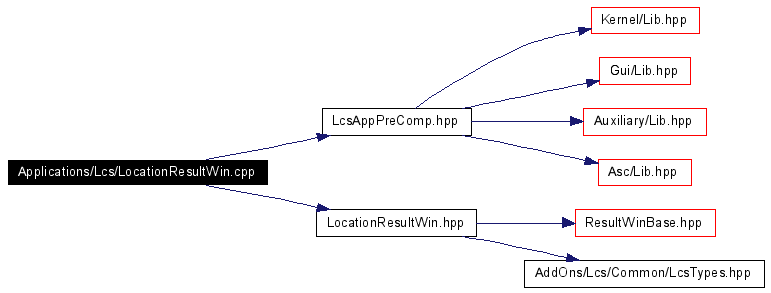 Kernel/Lib.hpp
Gui/Lib.hpp
LcsAppPreComp.hpp
Auxiliary/Lib.hpp
Applications/Lcs/LocationResultWin.cpp
Asc/Lib.hpp
LocationResultWin.hpp
ResultWinBase.hpp
AddOns/Lcs/Common/LcsTypes.hpp